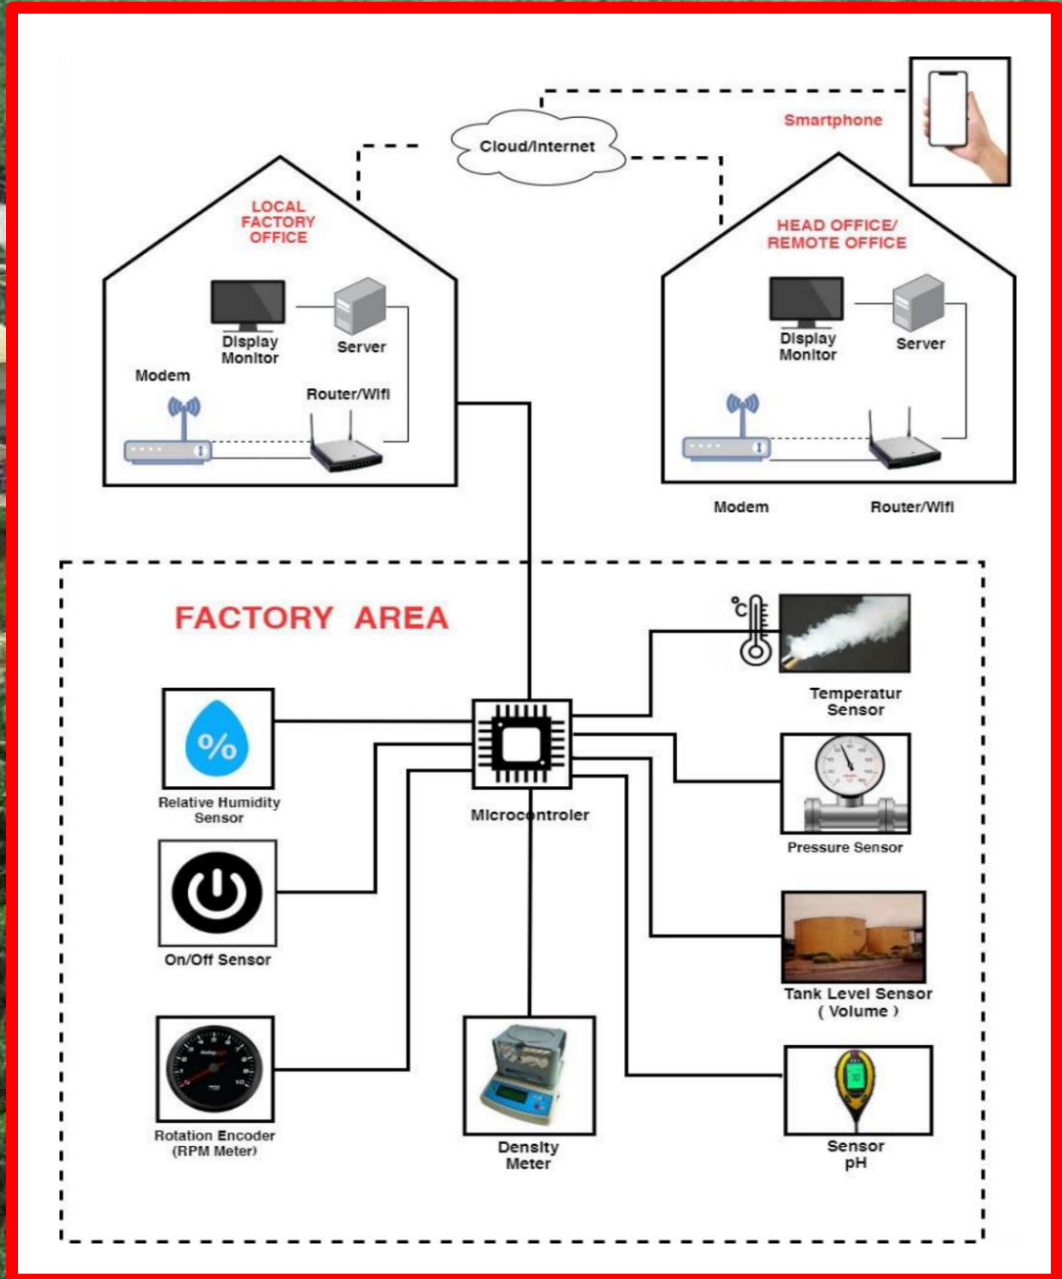 Smartphone
Cloud/Internet
LOCAL
FACTORY
OFFICE
Display
Monitor
Server
Modem
Router/Wifi
HEAD OFFICE/
REMOTE OFFICE
Display
Monitor
Server
Modem
Router/Wifi
FACTORY AREA
°C
Temperatur
Sensor
%
Relative Humidity
Sensor
Microcontroler
Pressure Sensor
On/Off Sensor
Tank Level Sensor
( Volume )
Rotation Encoder
(RPM Meter)
Density
Meter
Sensor
pH